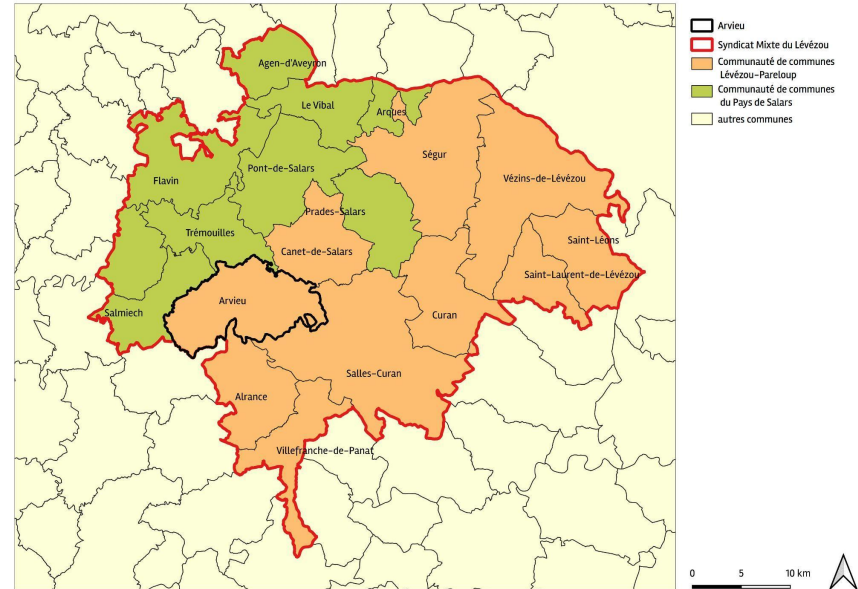 Agen-d'Aveyron
Le Vibal
Arques
Ségur
Pont-de-Salars
Flavin
Vézins-de-Lévézou
Prades-Salars
Trémouilles
Saint-Léons
Canet-de-Salars
Saint-Laurent-de-Lévézou
Arvieu
Salmiech
Curan
Salles-Curan
Alrance
Villefranche-de-Panat
Arvieu
Syndicat Mixte du Lévézou
Communauté de communes
Lévézou-Pareloup
Communauté de communes
du Pays de Salars
autres communes
0 5 10 km